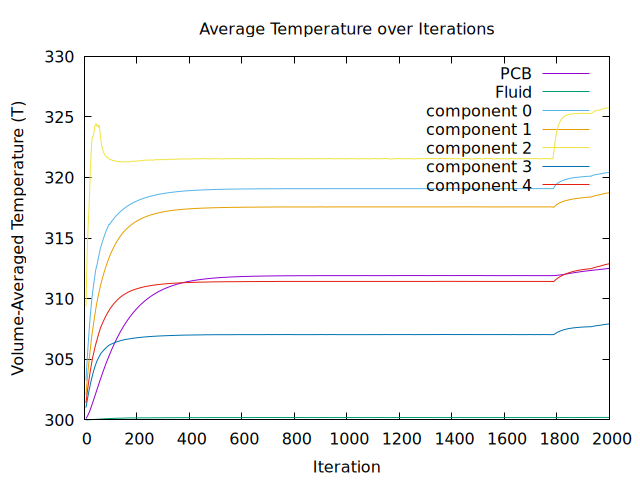 Average Temperature over Iterations
Volume-Averaged Temperature (T)
330
325
320
315
310
305
300
PCB
Fluid
component 0
component 1
component 2
component 3
component 4
0 200 400 600 800 1000 1200 1400 1600 1800 2000
Iteration